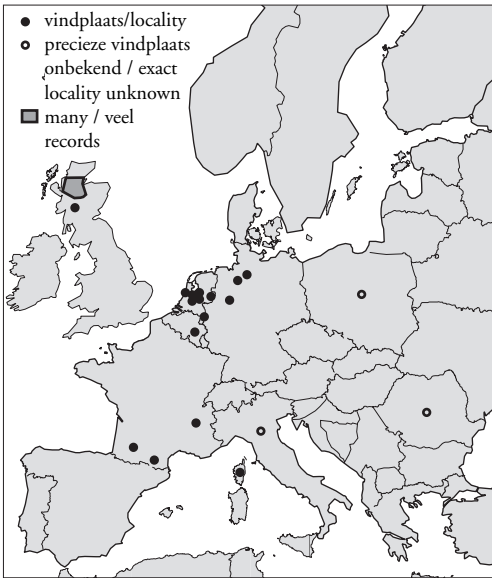 vindplaats/locality
precieze vindplaats
onbekend / exact
locality unknown
many / veel
records